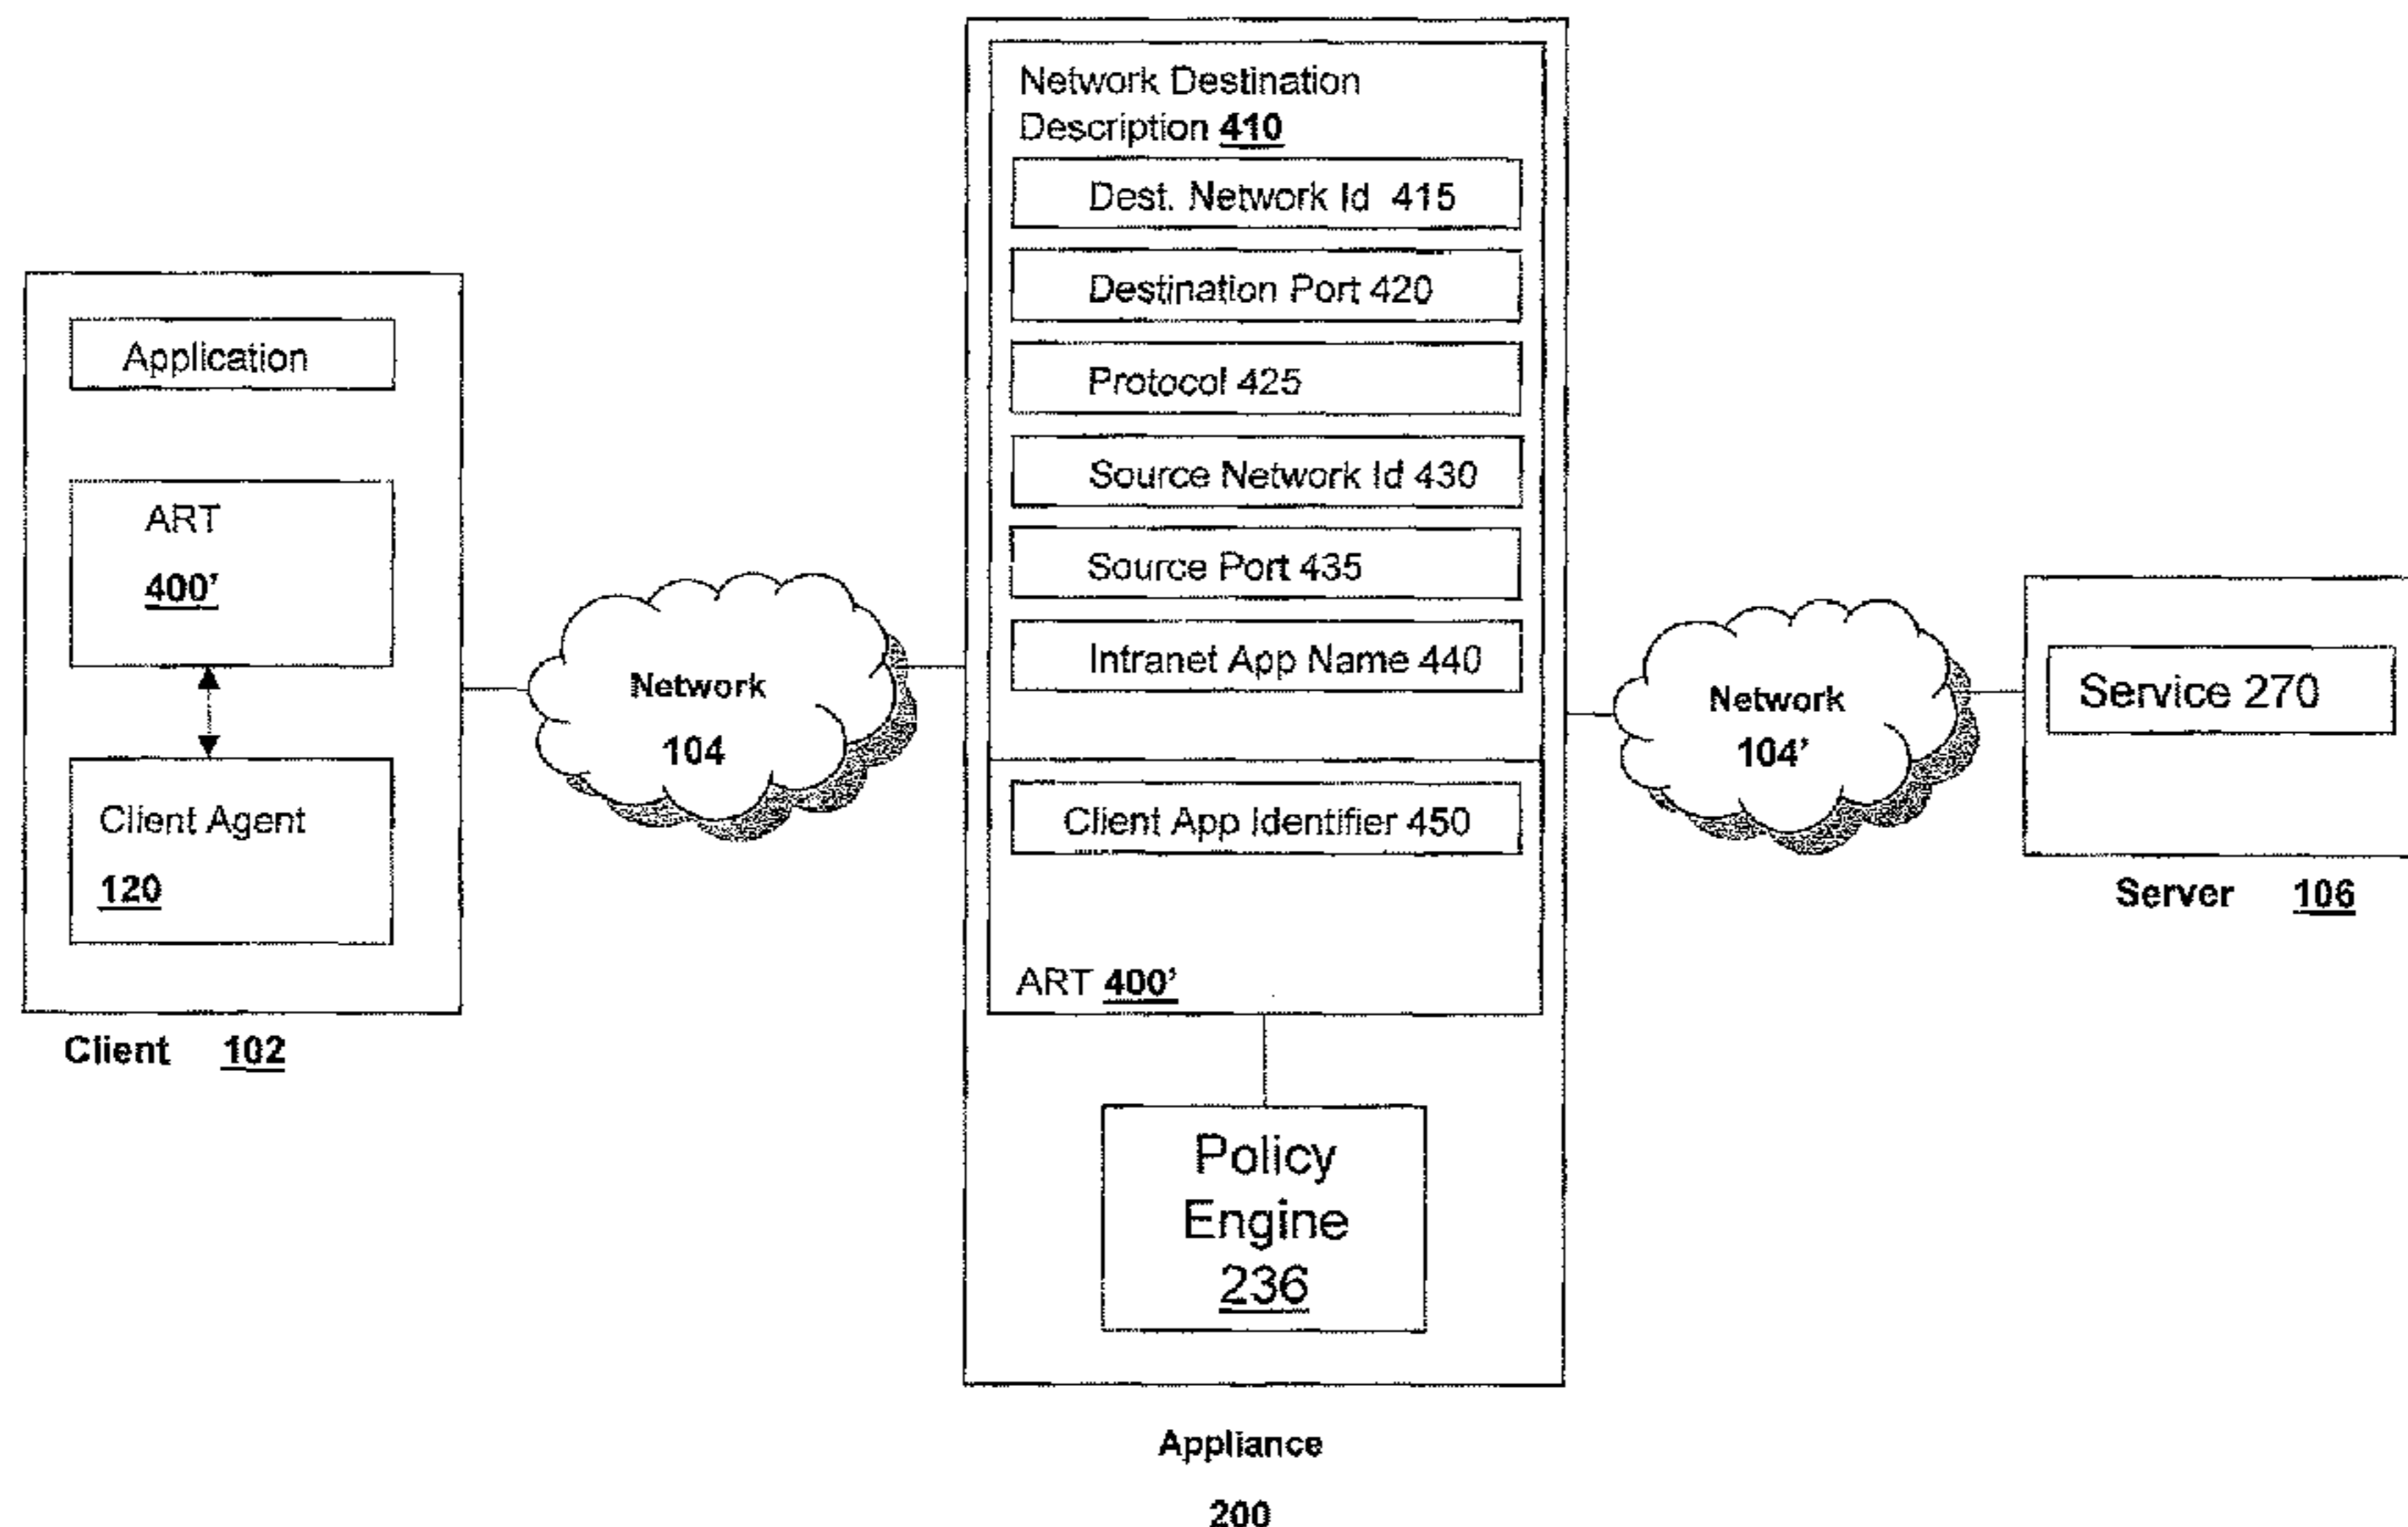 Application
ART
400'
Client Agent
120
Client 102
Network
104
Network Destination
Description 410
Dest. Network Id 415
Destination Port 420
Protocol 425
Source Network Id 430
Source Port 435
Intranet App Name 440
Client App Identifier 450
ART 400'
Policy
Engine
236
Appliance
200
Network
104'
Service 270
Server 106